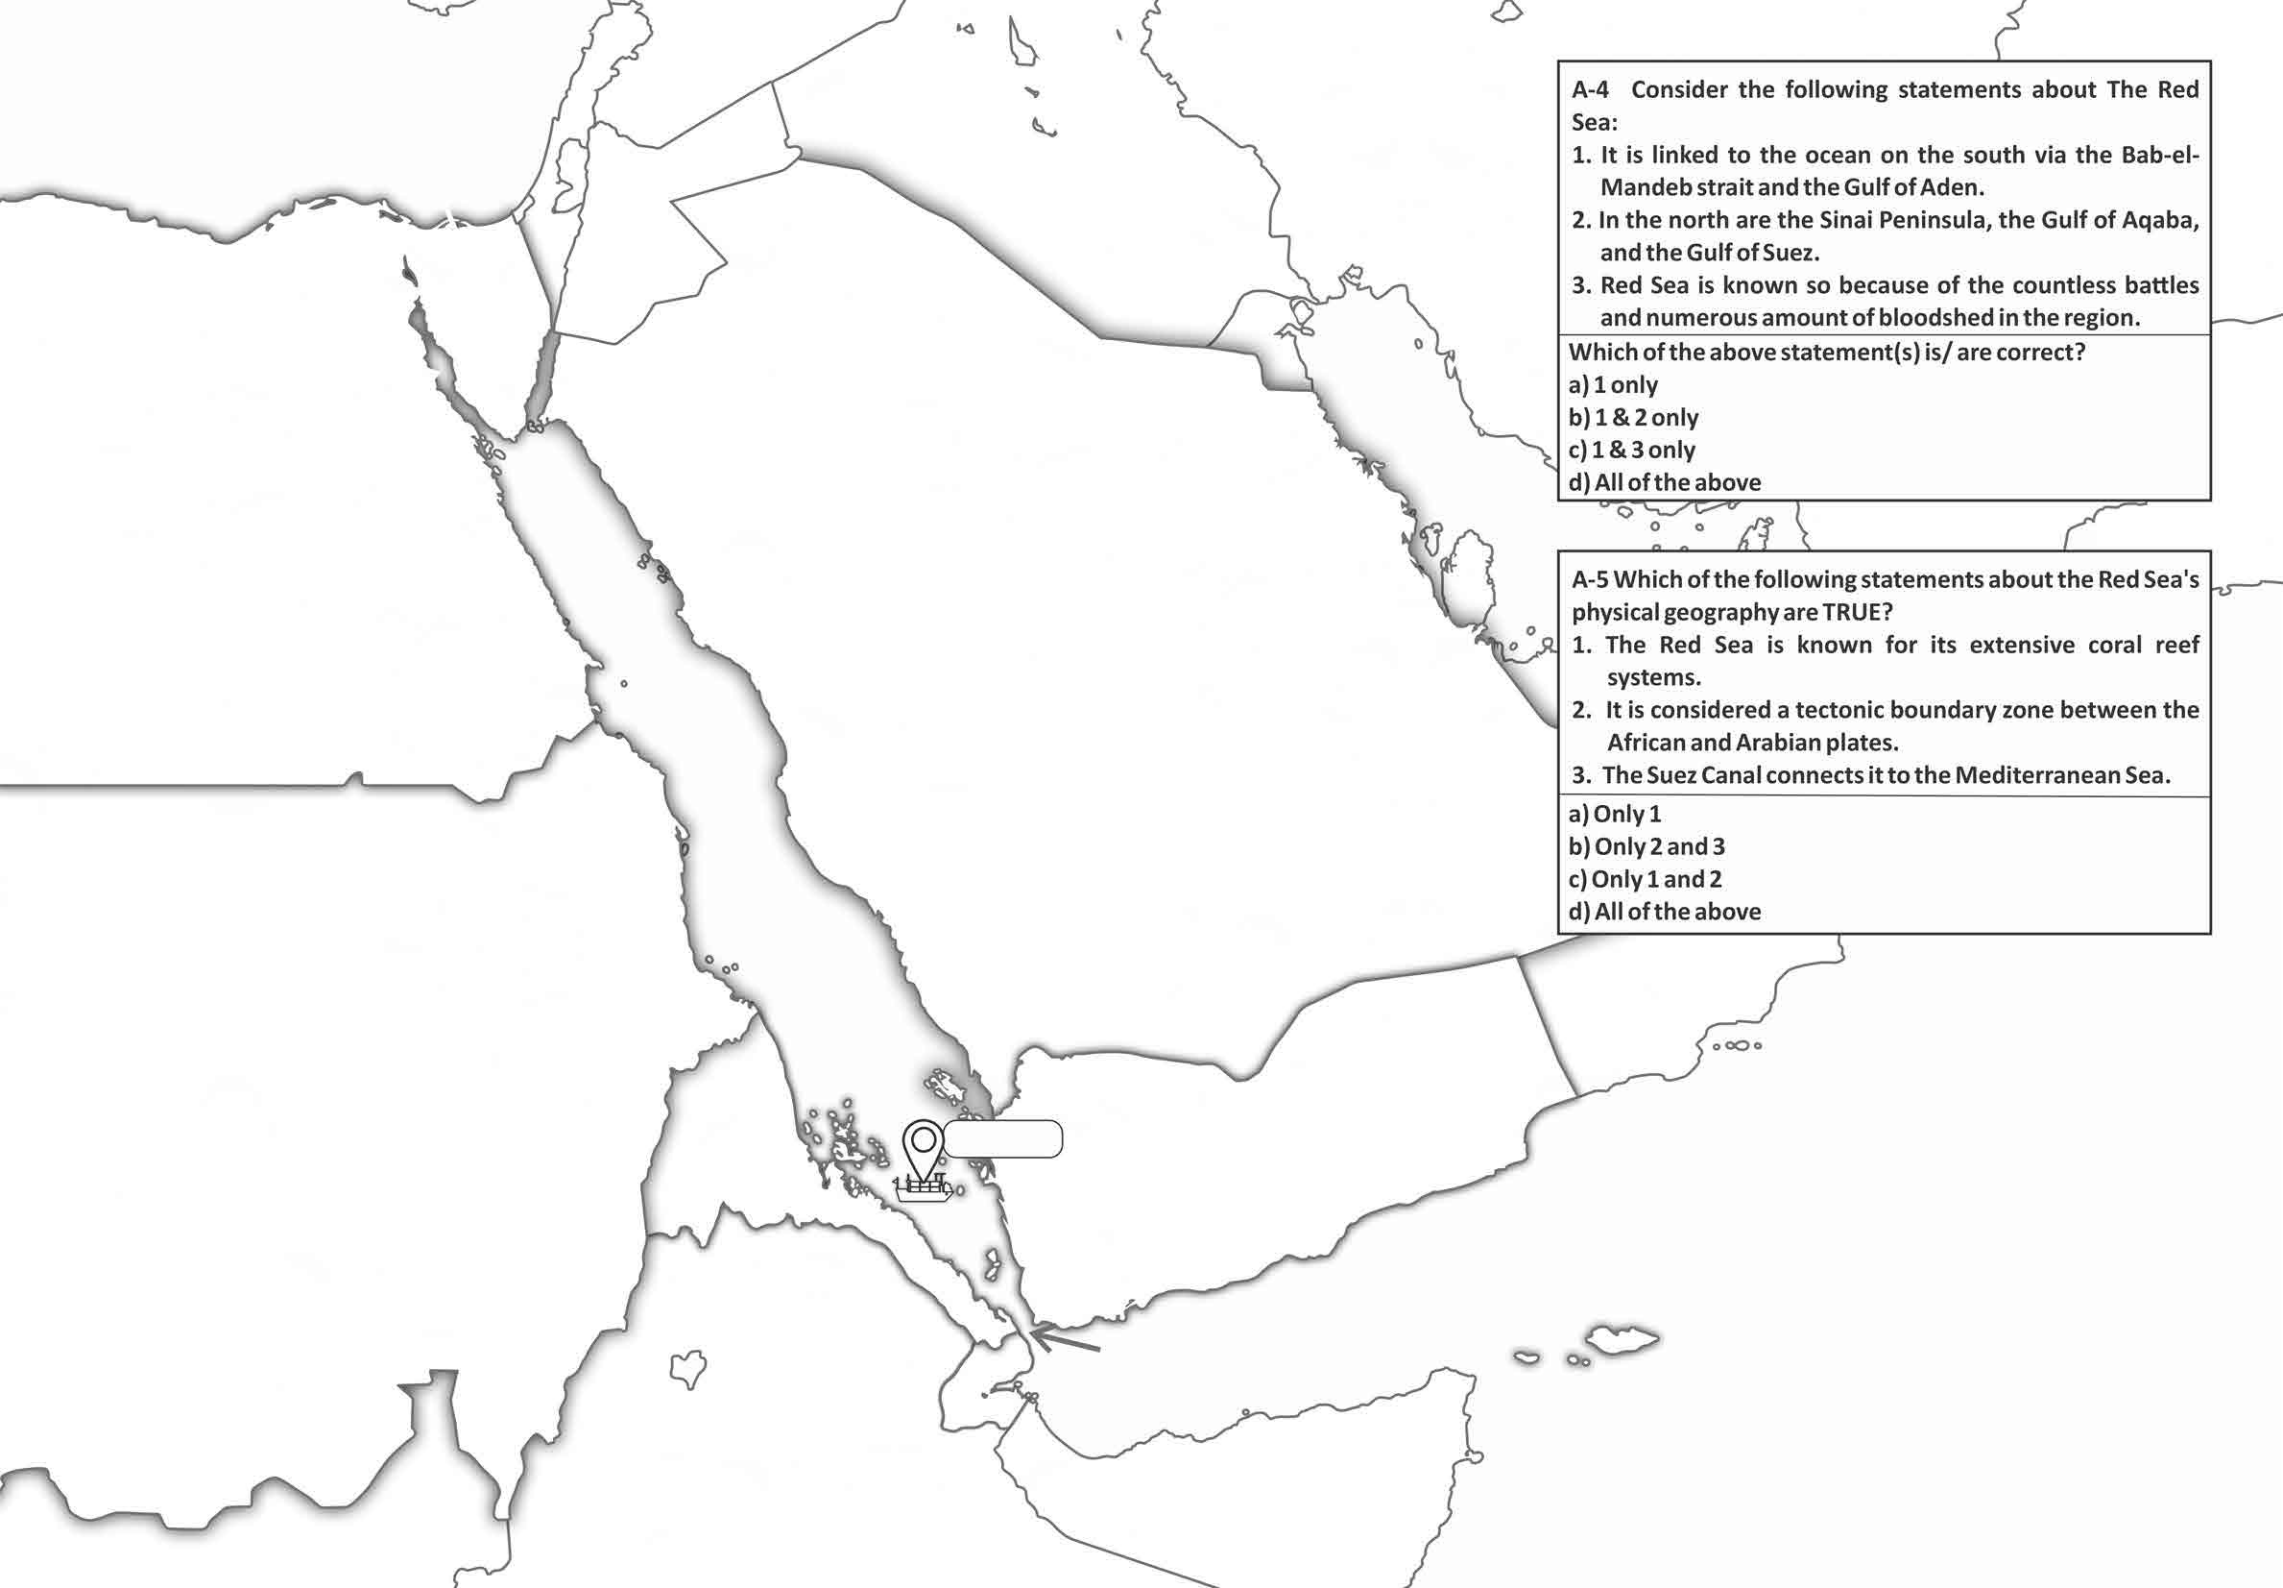 A-4 Consider the following statements about The Red
Sea:
1. It is linked to the ocean on the south via the Bab-el-
Mandeb strait and the Gulf of Aden.
2. In the north are the Sinai Peninsula, the Gulf of Aqaba,
and the Gulf of Suez.
3. Red Sea is known so because of the countless battles
and numerous amount of bloodshed in the region.
Which of the above statement(s) is/ are correct?
a) 1 only
b) 1 & 2 only
c) 1 & 3 only
d) All of the above
A-5 Which of the following statements about the Red Sea's
physical geography are TRUE?
1. The Red Sea is known for its extensive coral reef
systems.
2. It is considered a tectonic boundary zone between the
African and Arabian plates.
3. The Suez Canal connects it to the Mediterranean Sea.
a) Only 1
b) Only 2 and 3
c) Only 1 and 2
d) All of the above